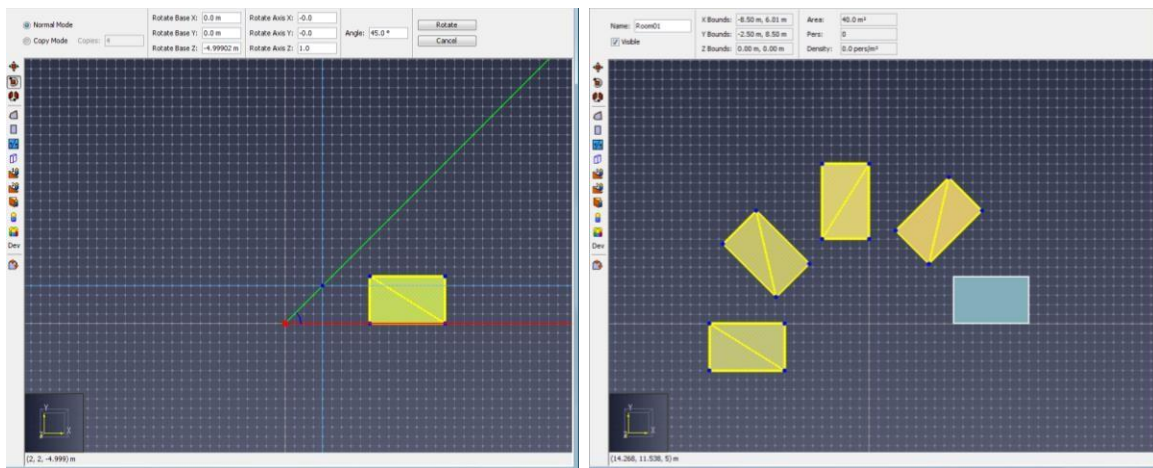 Normal Mode
Copy Mode Copies: 4
Rotate Base X: 0.0 m
Rotate Base Y: 0.0 m
Rotate Base Z: -4.99902 m
Rotate Axis X: -0.0
Rotate Axis Y: -0.0
Rotate Axis Z: 1.0
Angle: 45.0 °
Rotate
Cancel
Dev
Y
X
Z
(2, 2, -4.999) m
Name: Room01
Visible
X Bounds: -8.50 m, 6.01 m
Y Bounds: -2.50 m, 8.50 m
Z Bounds: 0.00 m, 0.00 m
Area: 40.0 m²
Pers: 0
Density: 0.0 pers/m²
Dev
Y
X
Z
(14.268, 11.538, 5) m